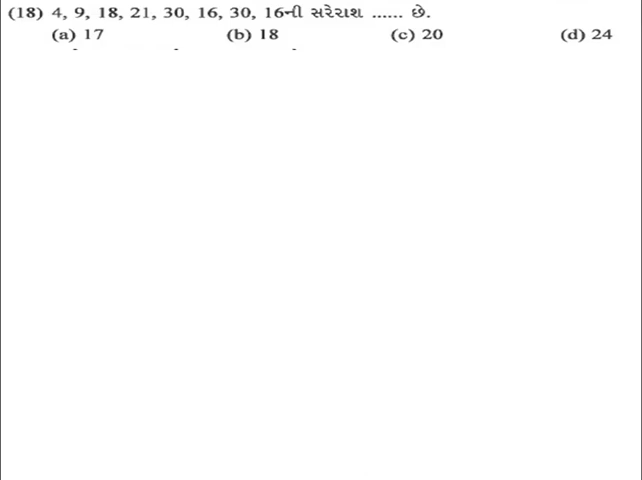 (18) 4, 9, 18, 21, 30, 16, 30, 16ની સરેરાશ ...... છે.
(a) 17 (b) 18 (c) 20 (d) 24